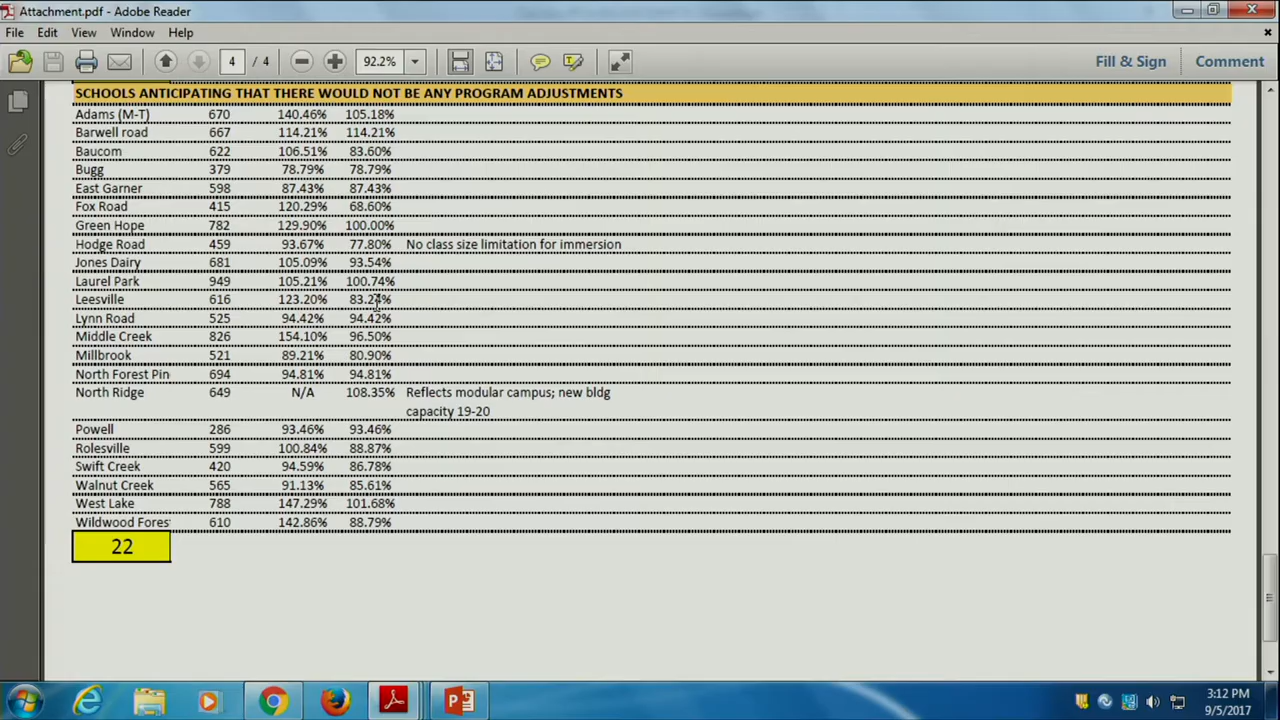 Attachment.pdf - Adobe Reader
File Edit View Window Help
4 / 4 92.2% Fill & Sign Comment
SCHOOLS ANTICIPATING THAT THERE WOULD NOT BE ANY PROGRAM ADJUSTMENTS
Adams (M-T) 670 140.46% 105.18%
Barwell road 667 114.21% 114.21%
Baucom 622 106.51% 83.60%
Bugg 379 78.79% 78.79%
East Garner 598 87.43% 87.43%
Fox Road 415 120.29% 68.60%
Green Hope 782 129.90% 100.00%
Hodge Road 459 93.67% 77.80% No class size limitation for immersion
Jones Dairy 681 105.09% 93.54%
Laurel Park 949 105.21% 100.74%
Leesville 616 123.20% 83.24%
Lynn Road 525 94.42% 94.42%
Middle Creek 826 154.10% 96.50%
Millbrook 521 89.21% 80.90%
North Forest Pin 694 94.81% 94.81%
North Ridge 649 N/A 108.35% Reflects modular campus; new bldg
capacity 19-20
Powell 286 93.46% 93.46%
Rolesville 599 100.84% 88.87%
Swift Creek 420 94.59% 86.78%
Walnut Creek 565 91.13% 85.61%
West Lake 788 147.29% 101.68%
Wildwood Fores 610 142.86% 88.79%
22
3:12 PM
9/5/2017